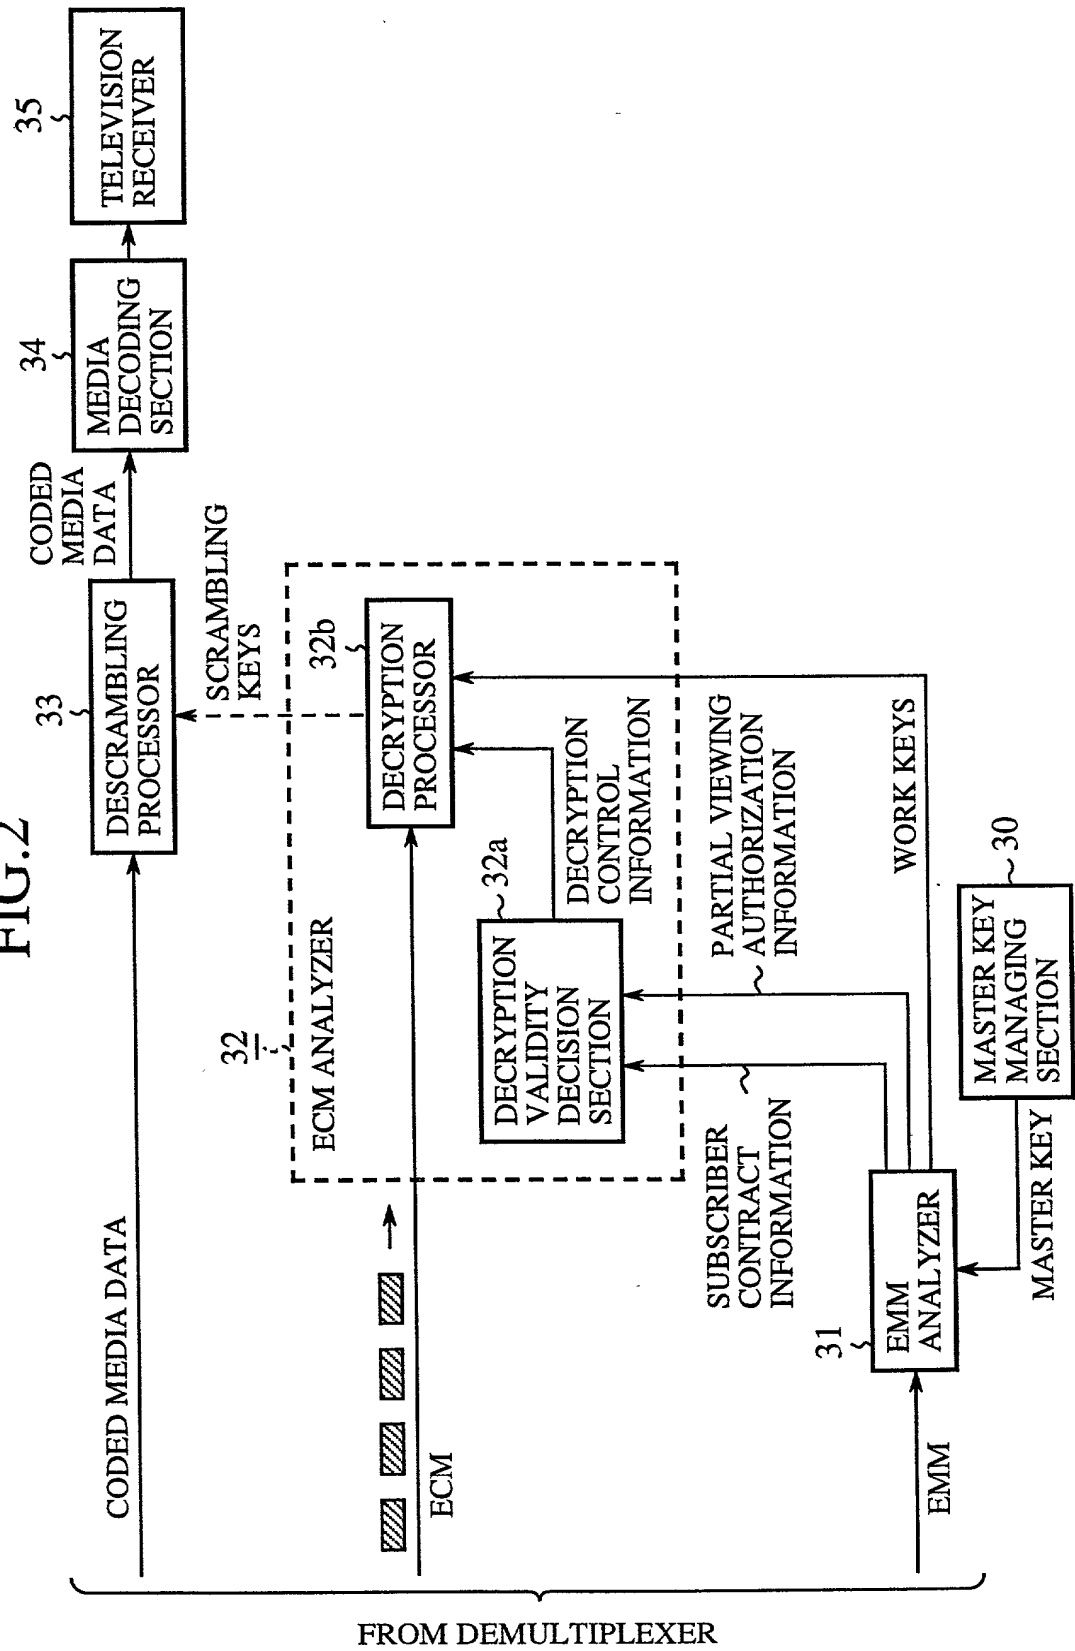 FIG.2
FROM DEMULTIPLEXER
CODED MEDIA DATA
33
DESCRAMBLING
PROCESSOR
CODED
MEDIA
DATA
34
MEDIA
DECODING
SECTION
35
TELEVISION
RECEIVER
SCRAMBLING
KEYS
ECM
32
ECM ANALYZER
32b
DECRYPTION
PROCESSOR
32a
DECRYPTION
VALIDITY
DECISION
SECTION
DECRYPTION
CONTROL
INFORMATION
SUBSCRIBER
CONTRACT
INFORMATION
PARTIAL VIEWING
AUTHORIZATION
INFORMATION
WORK KEYS
EMM
31
EMM
ANALYZER
MASTER KEY
30
MASTER KEY
MANAGING
SECTION